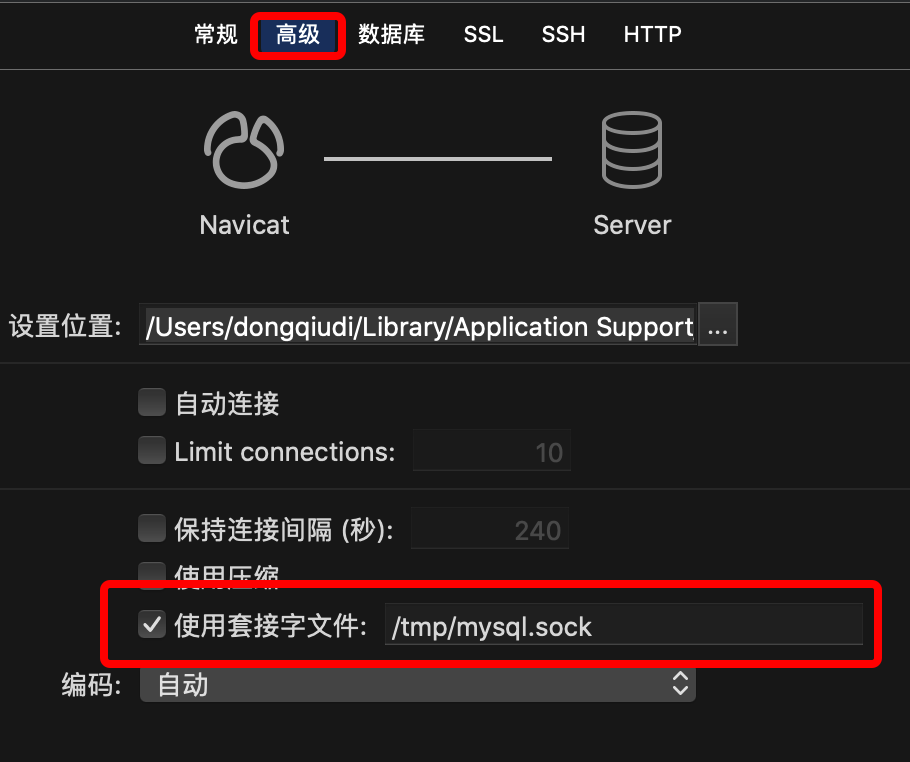 常规 高级 数据库 SSL SSH HTTP
Navicat Server
设置位置: /Users/dongqiudi/Library/Application Support ...
自动连接
Limit connections: 10
保持连接间隔 (秒): 240
使用压缩
使用套接字文件: /tmp/mysql.sock
编码: 自动